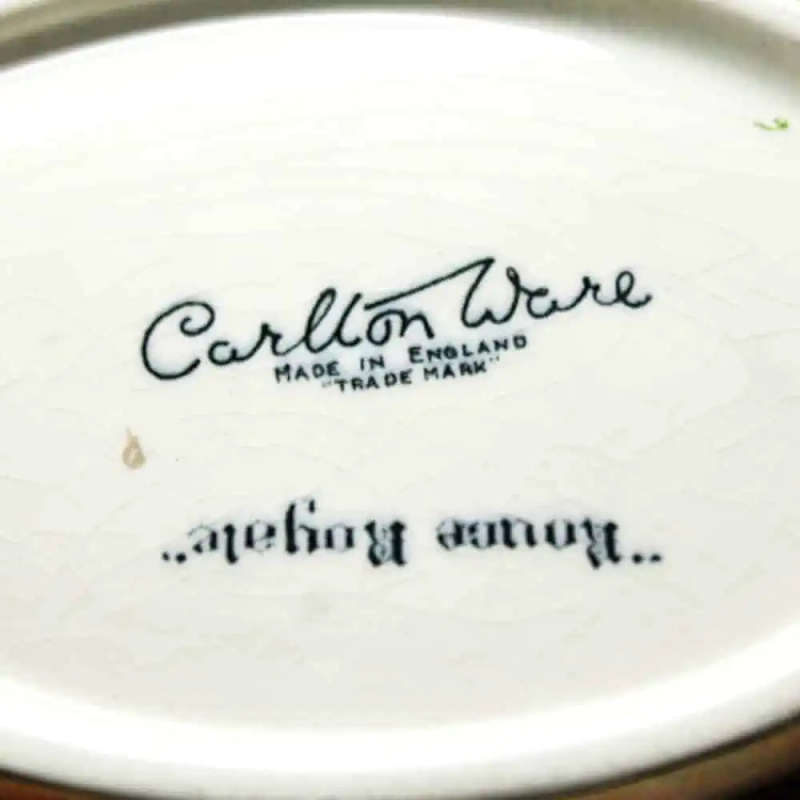 Carlton Ware
MADE IN ENGLAND
"TRADE MARK"
"Rouge Royale"